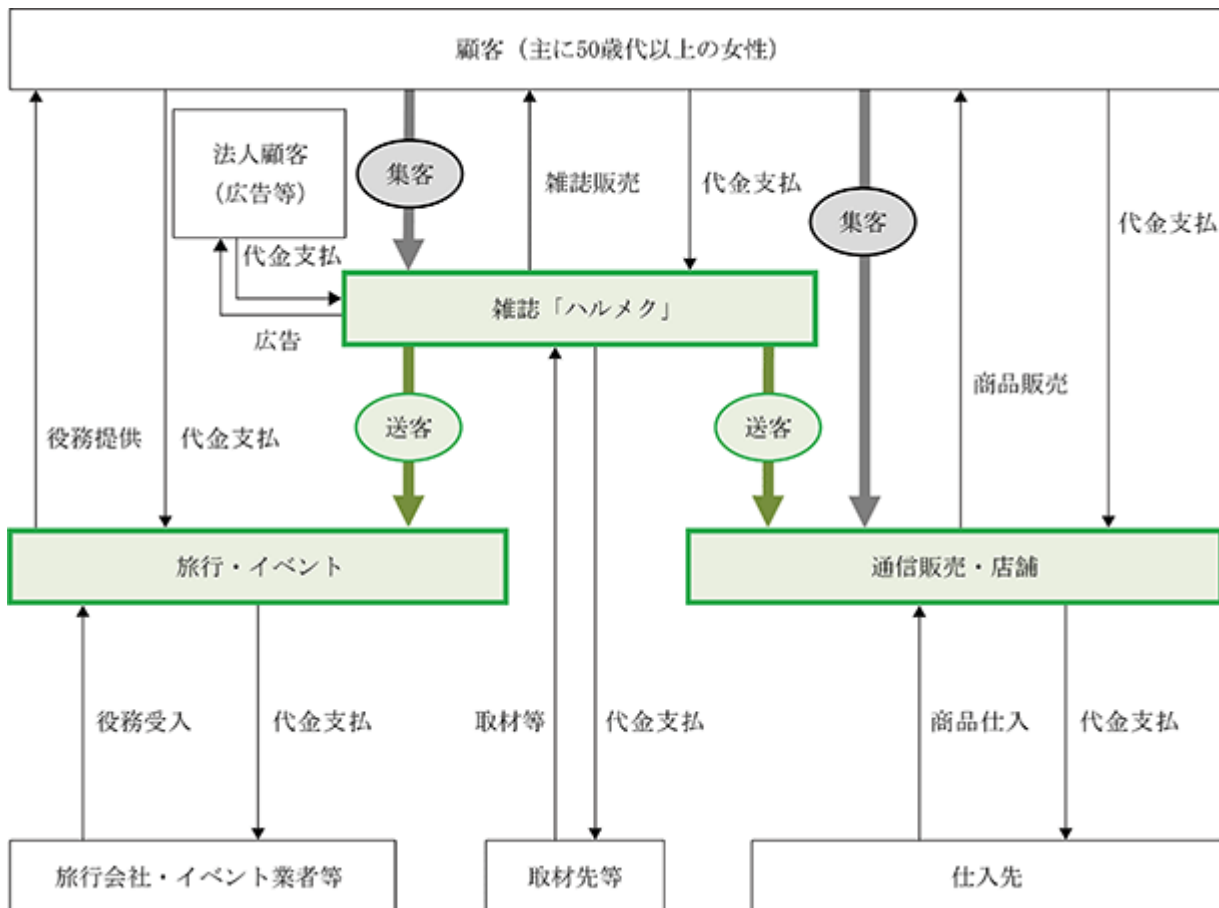 顧客（主に50歳代以上の女性）
法人顧客
（広告等）
集客
雑誌販売
代金支払
集客
代金支払
代金支払
雑誌「ハルメク」
広告
送客
送客
商品販売
役務提供
代金支払
旅行・イベント
通信販売・店舗
役務受入
代金支払
取材等
代金支払
商品仕入
代金支払
旅行会社・イベント業者等
取材先等
仕入先